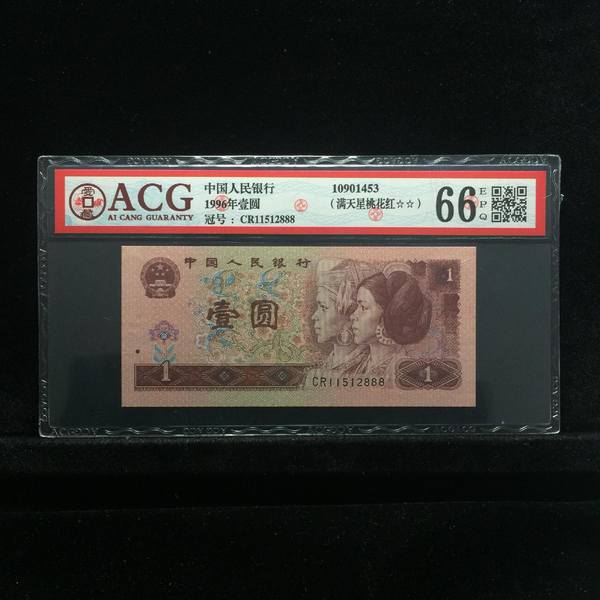 爱藏
ACG
AI CANG GUARANTY
中国人民银行
1996年壹圆
冠号：CR11512888
10901453
（满天星桃花红☆☆）
66
EPQ
中国人民银行
1
壹圆
1
CR11512888
1